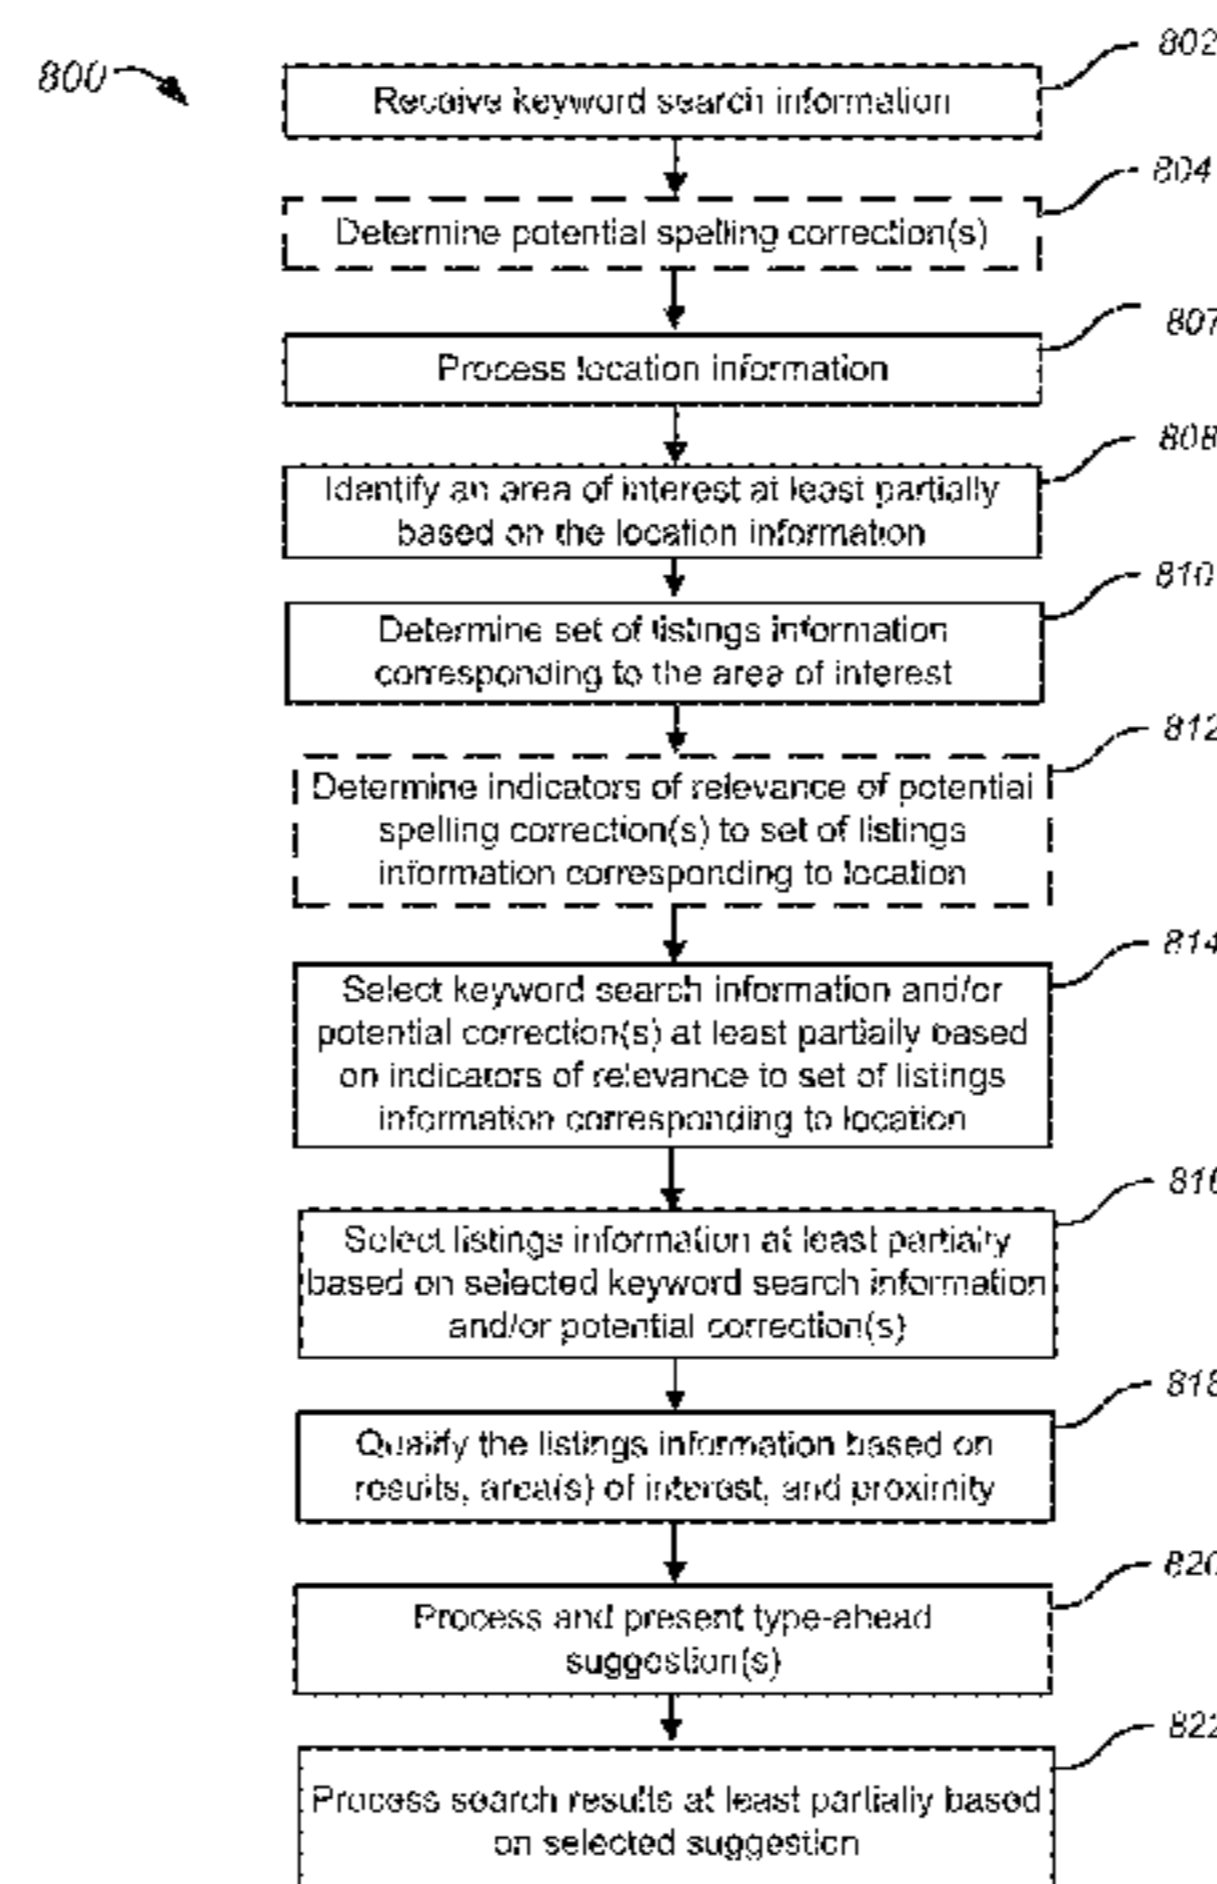 800
802
Receive keyword search information
804
Determine potential spelling correction(s)
807
Process location information
808
Identify an area of interest at least partially
based on the location information
810
Determine set of listings information
corresponding to the area of interest
812
Determine indicators of relevance of potential
spelling correction(s) to set of listings
information corresponding to location
814
Select keyword search information and/or
potential correction(s) at least partially based
on indicators of relevance to set of listings
information corresponding to location
816
Select listings information at least partially
based on selected keyword search information
and/or potential correction(s)
818
Qualify the listings information based on
results, area(s) of interest, and proximity
820
Process and present type-ahead
suggestion(s)
822
Process search results at least partially based
on selected suggestion